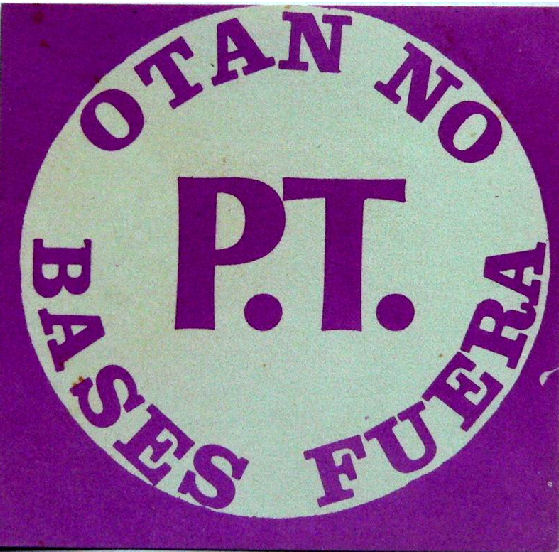 OTAN NO
P.T.
BASES FUERA